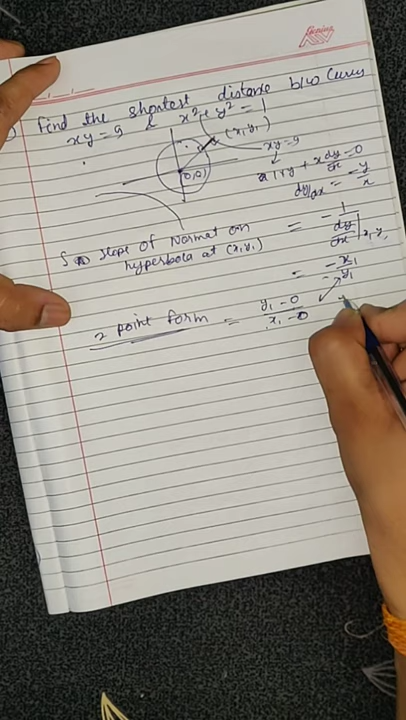 Find the shortest distance b/w Curves
xy = 9 & x² + y² = 1
(x₁ y₁)
xy = 9
(0,0)
x 1 × y + x dy/dx = 0
dy/dx = -y/x
Slope of Normal on = - 1 / dy/dx | x₁ y₁
hyperbola at (x₁ y₁)
= - x₁ / - y₁
2 point form = y₁ - 0 / x₁ - 0